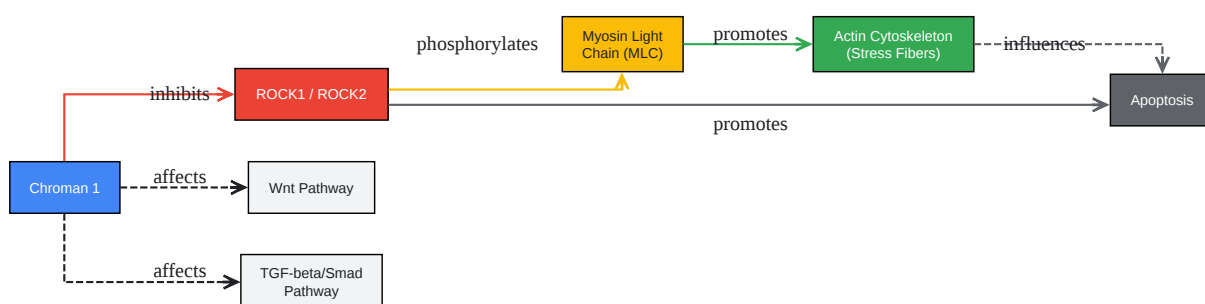 phosphorylates
Myosin Light
Chain (MLC)
promotes
Actin Cytoskeleton
(Stress Fibers)
influences
inhibits
ROCK1 / ROCK2
Apoptosis
promotes
Chroman 1
affects
Wnt Pathway
affects
TGF-beta/Smad
Pathway